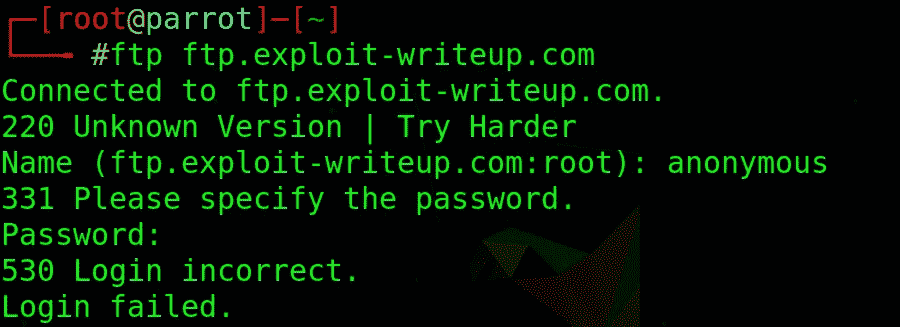 ┌─[root@parrot]─[~]
└──╼ #ftp ftp.exploit-writeup.com
Connected to ftp.exploit-writeup.com.
220 Unknown Version | Try Harder
Name (ftp.exploit-writeup.com:root): anonymous
331 Please specify the password.
Password:
530 Login incorrect.
Login failed.